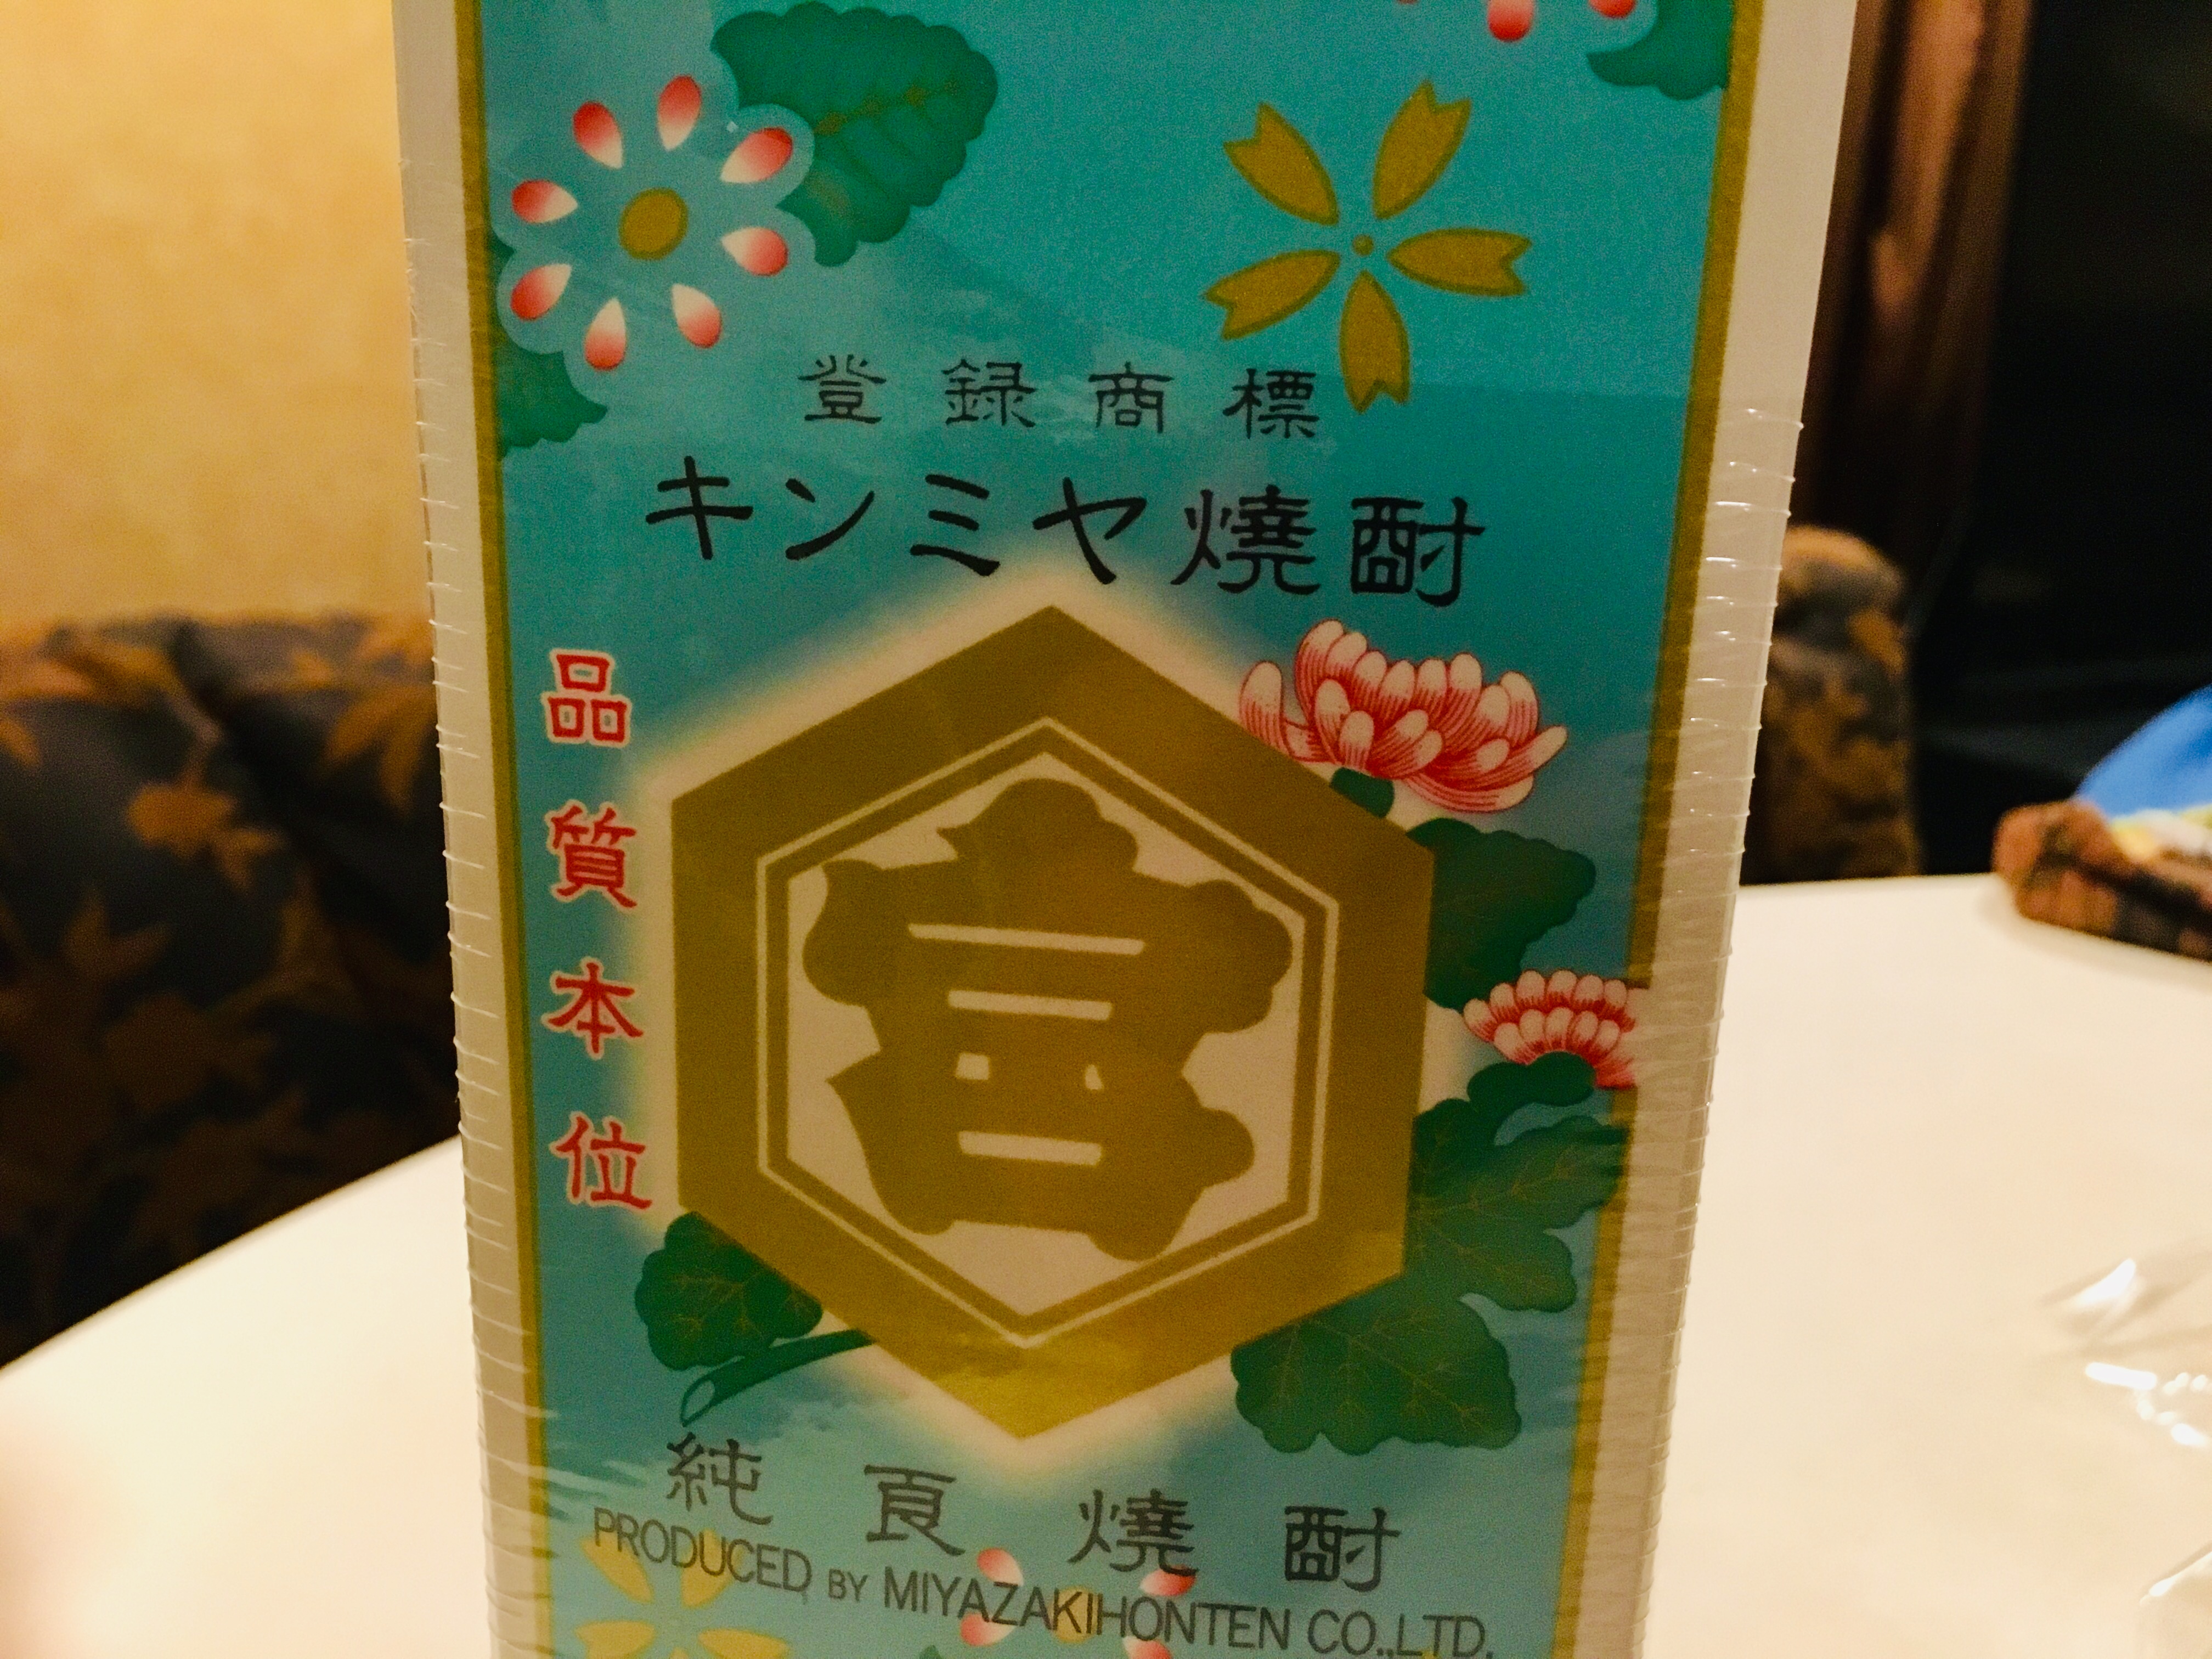 登録商標
キンミヤ焼酎
品質本位
宮
純良焼酎
PRODUCED BY MIYAZAKIHONTEN CO.,LTD.